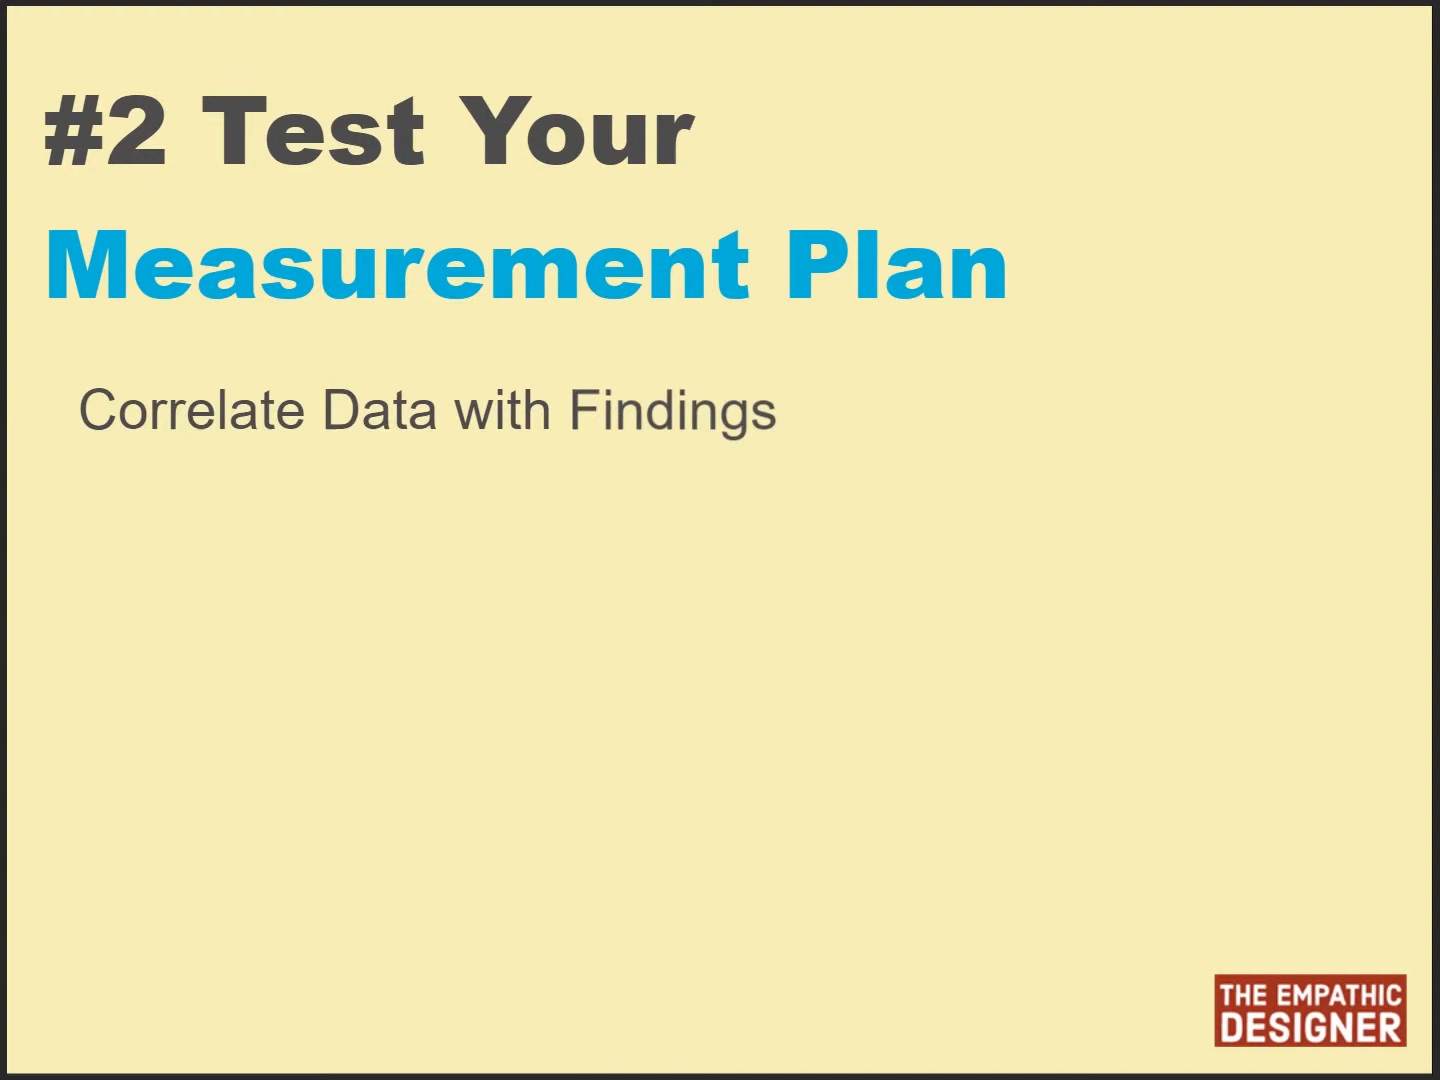 #2 Test Your
Measurement Plan
Correlate Data with Findings
THE EMPATHIC
DESIGNER